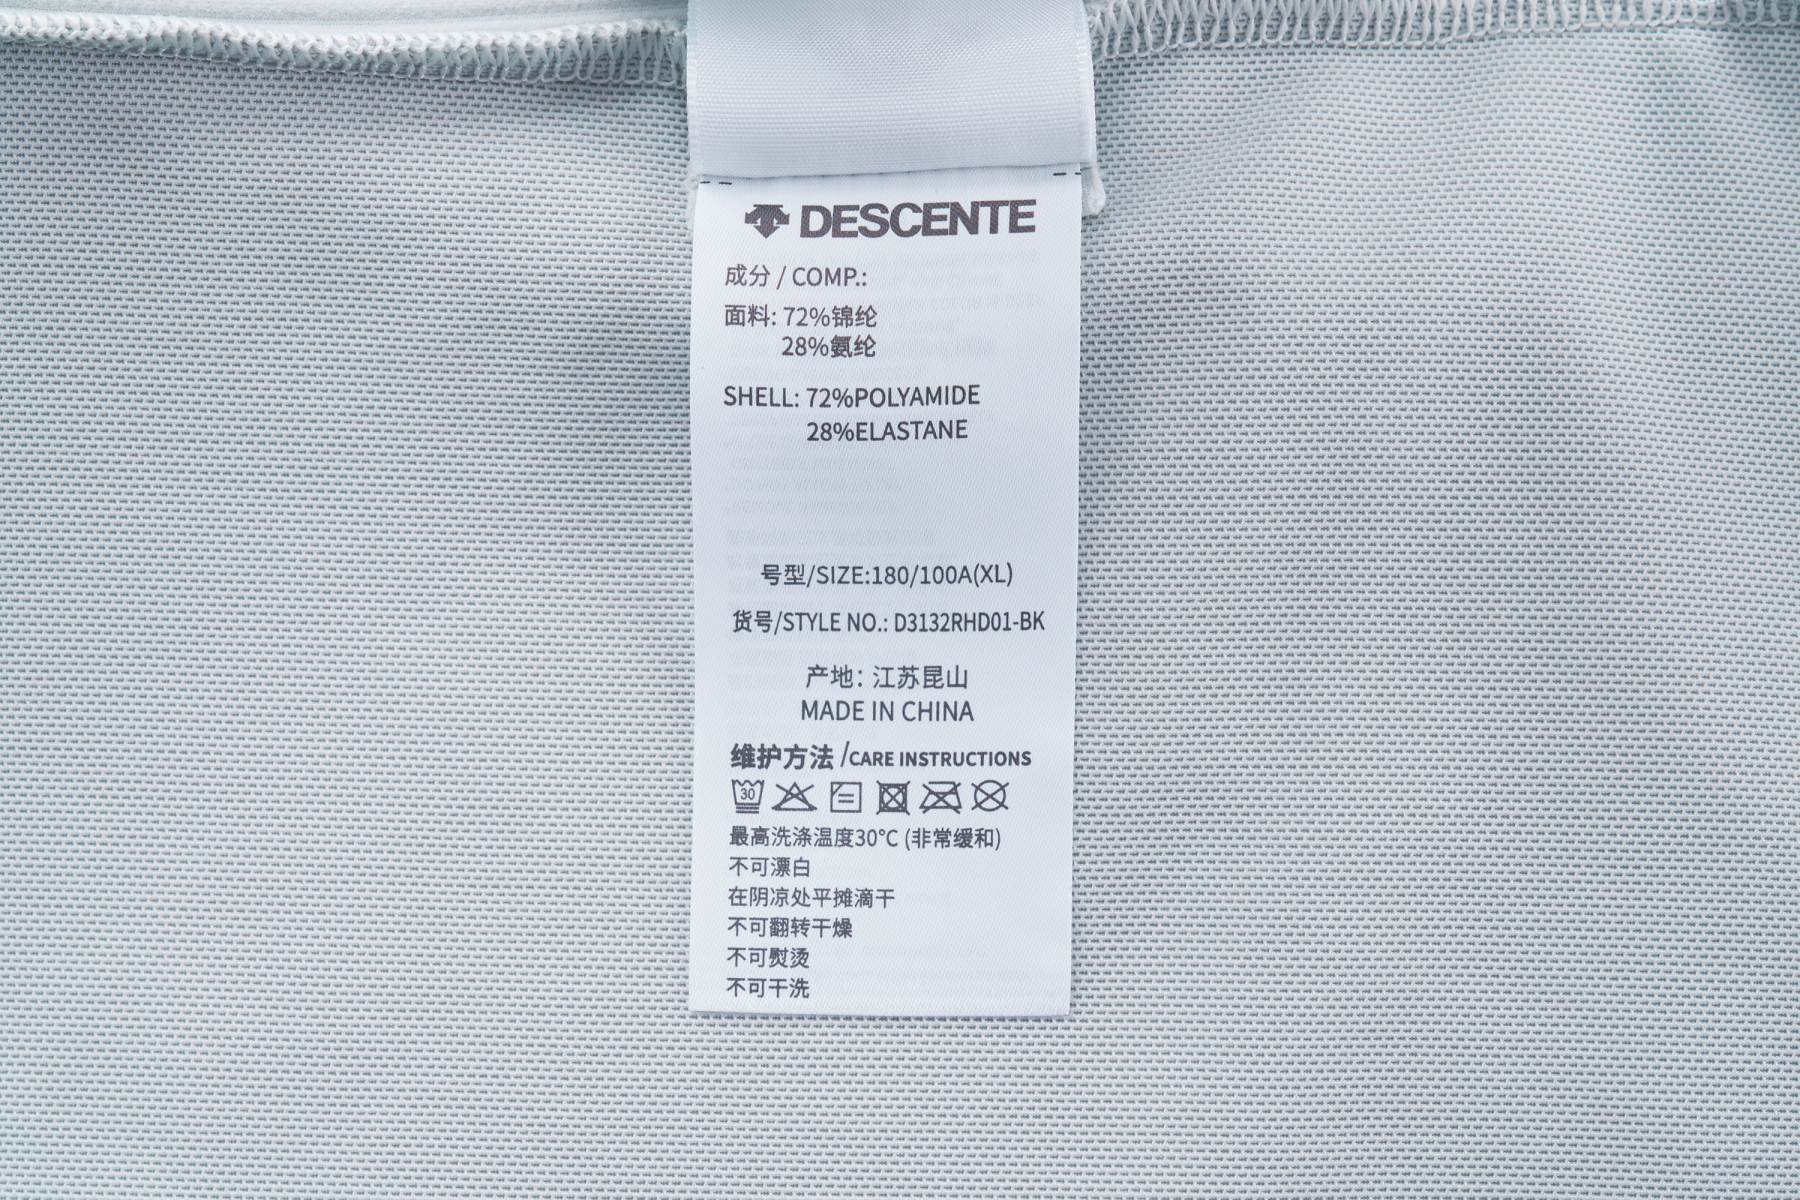 DESCENTE
成分 / COMP.:
面料: 72%锦纶
28%氨纶
SHELL: 72%POLYAMIDE
28%ELASTANE
号型/SIZE:180/100A(XL)
货号/STYLE NO.: D3132RHD01-BK
产地: 江苏昆山
MADE IN CHINA
维护方法 /CARE INSTRUCTIONS
30
最高洗涤温度30℃ (非常缓和)
不可漂白
在阴凉处平摊滴干
不可翻转干燥
不可熨烫
不可干洗